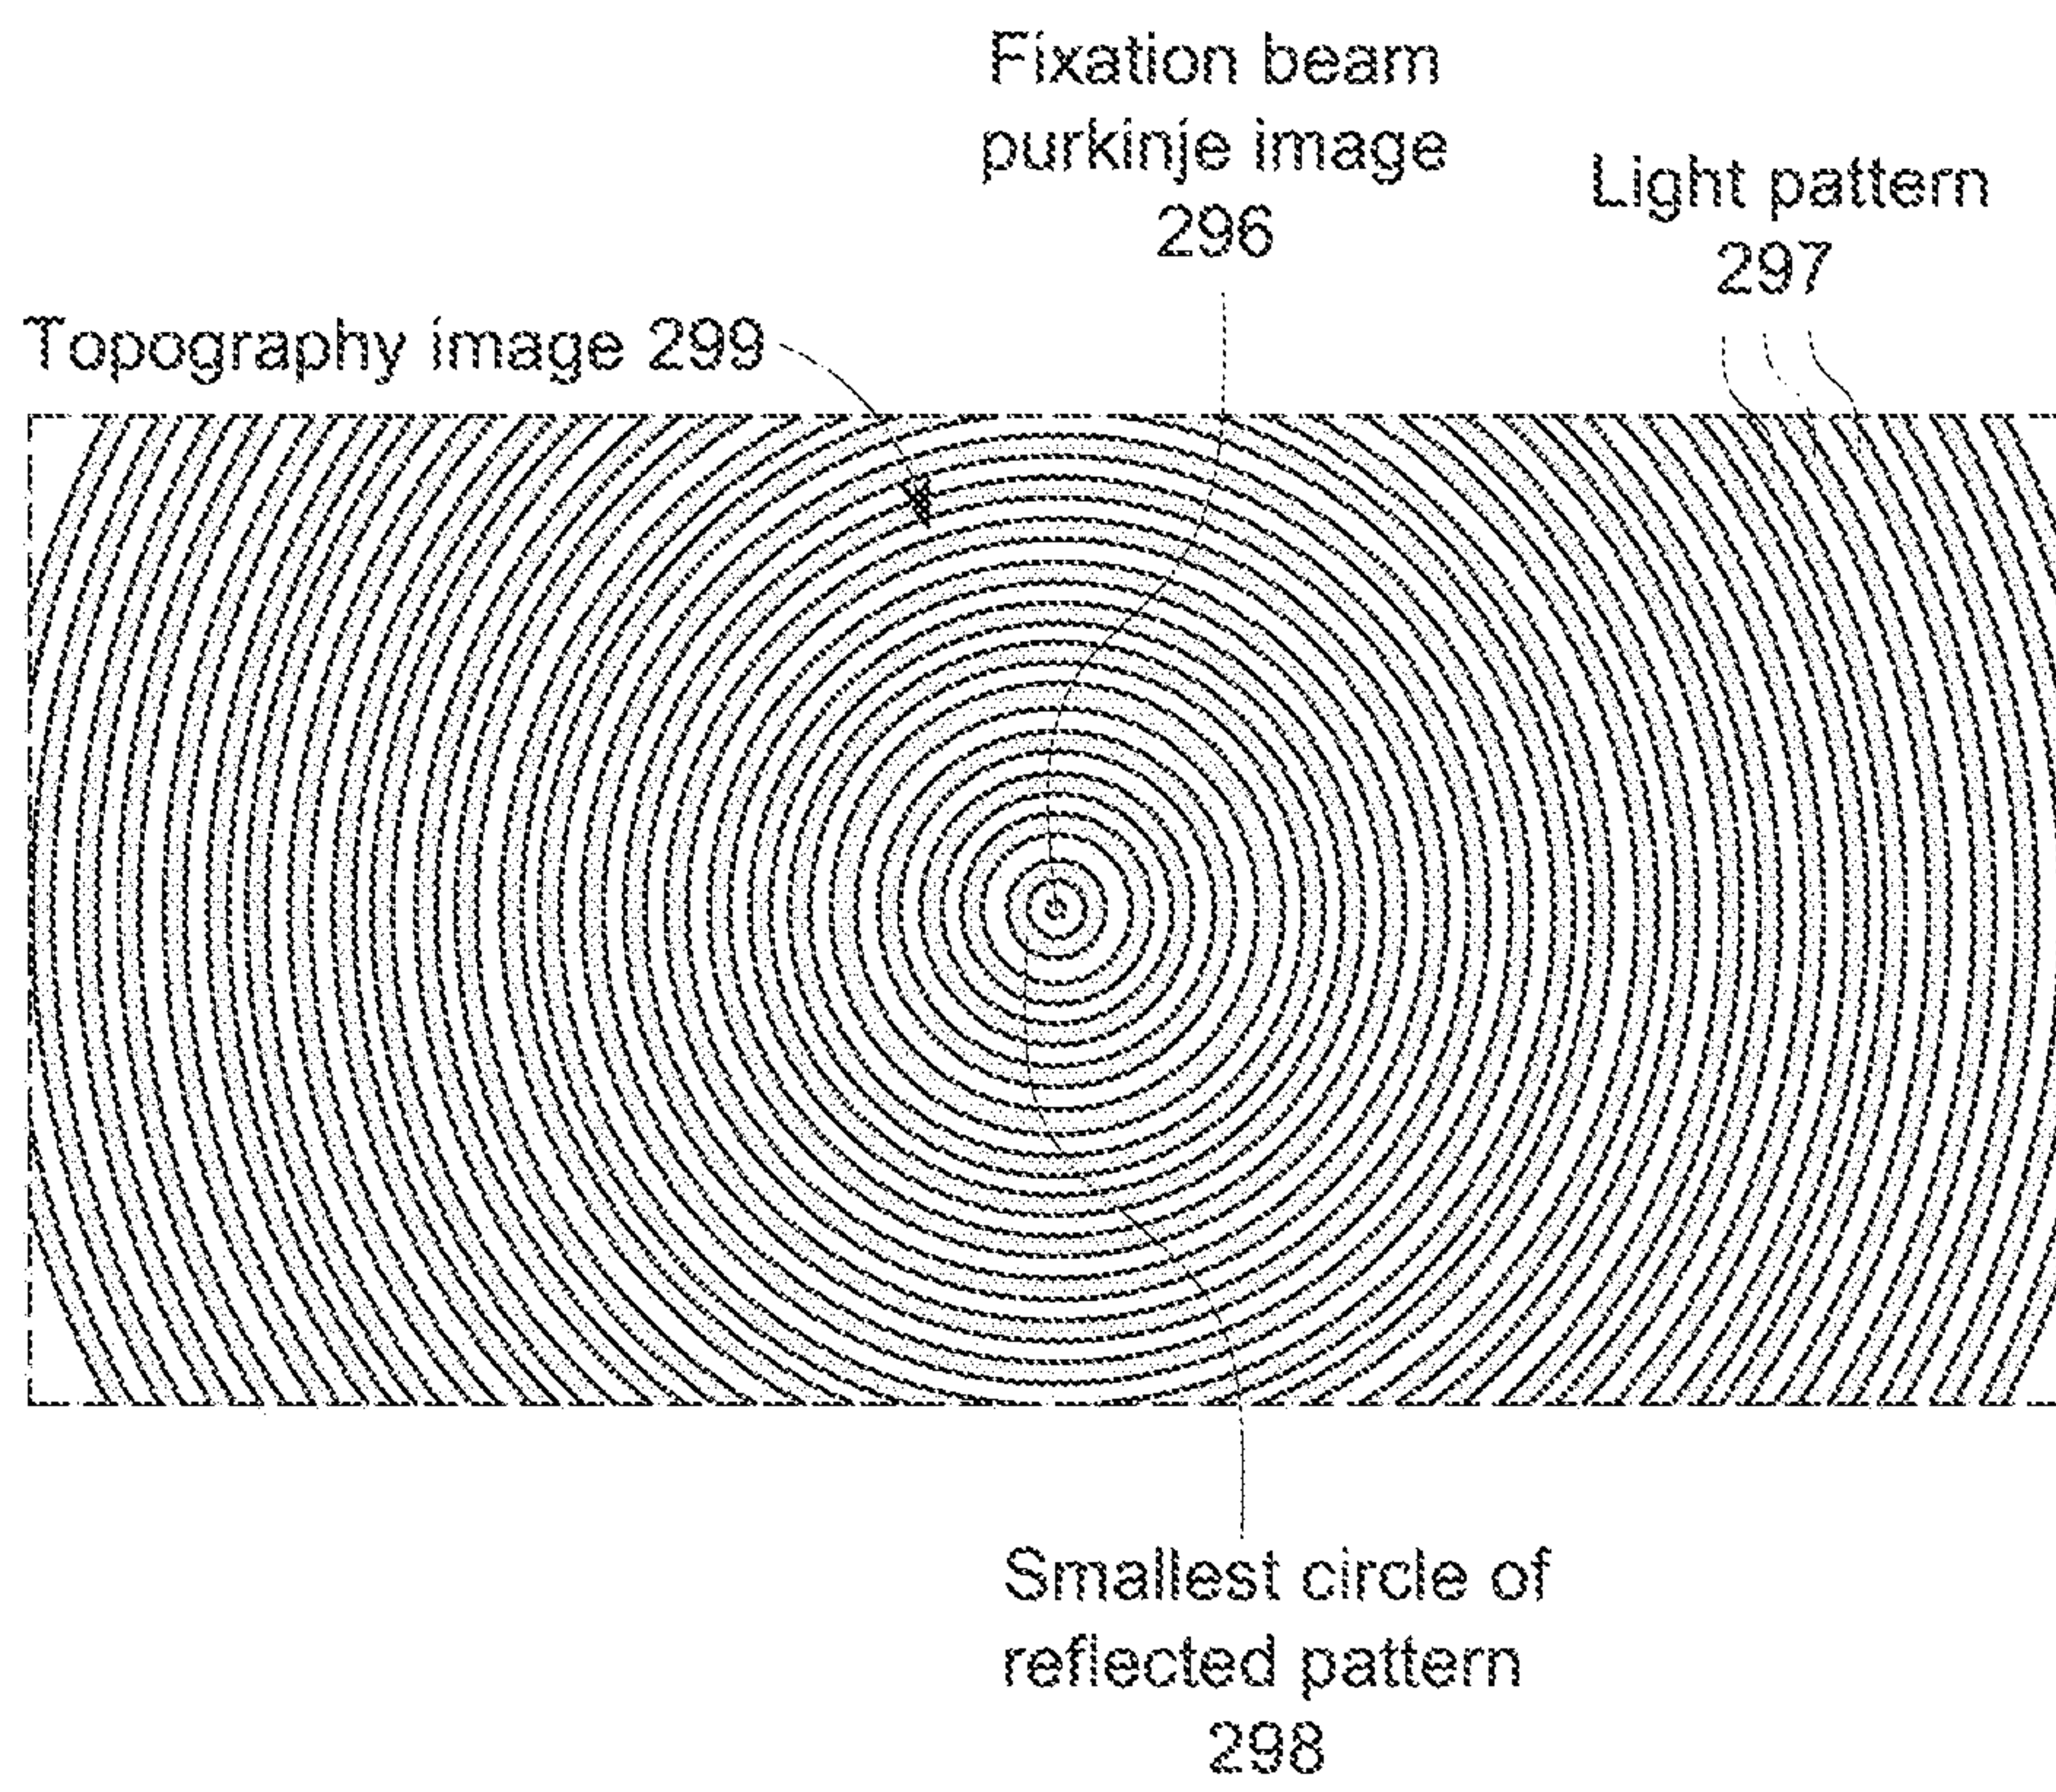 Fixation beam
purkinje image
296
Light pattern
297
Topography image 299
Smallest circle of
reflected pattern
298